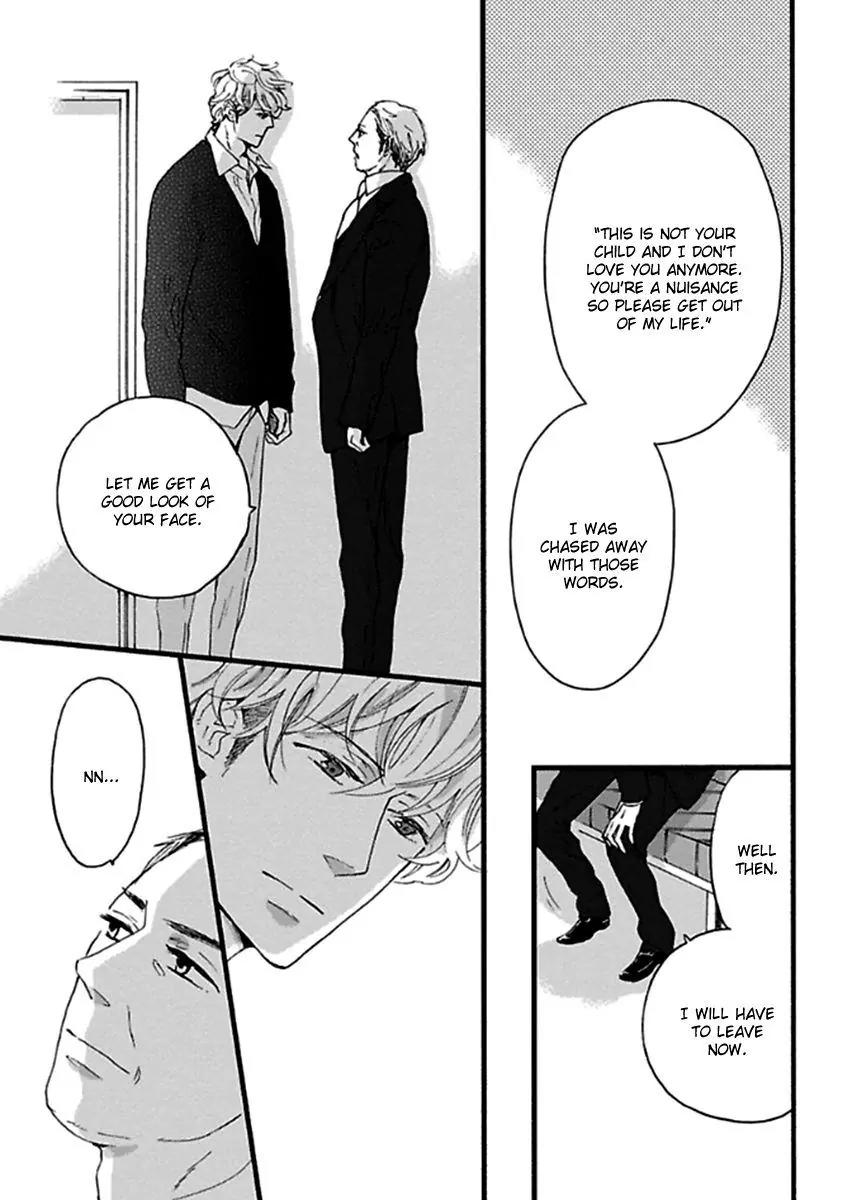 "THIS IS NOT YOUR
CHILD AND I DON'T
LOVE YOU ANYMORE.
YOU'RE A NUISANCE
SO PLEASE GET OUT
OF MY LIFE."
I WAS
CHASED AWAY
WITH THOSE
WORDS.
WELL
THEN.
I WILL HAVE
TO LEAVE
NOW.
LET ME GET A
GOOD LOOK OF
YOUR FACE.
NN...